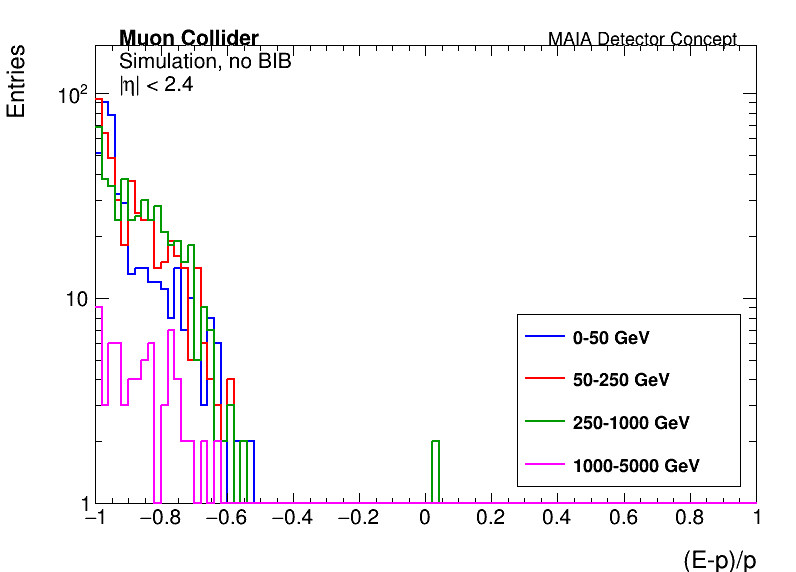 Muon Collider
MAIA Detector Concept
Simulation, no BIB
|η| < 2.4
Entries
10²
10
1
0-50 GeV
50-250 GeV
250-1000 GeV
1000-5000 GeV
−1 −0.8 −0.6 −0.4 −0.2 0 0.2 0.4 0.6 0.8 1
(E-p)/p